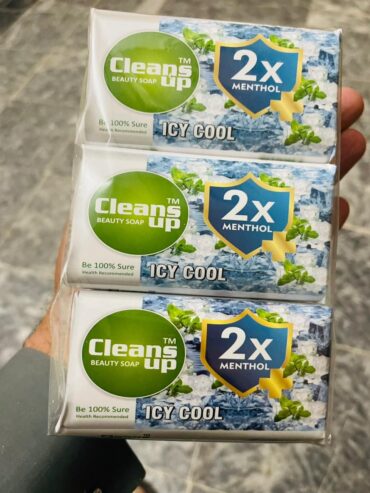 Cleans TM
up
BEAUTY SOAP
2x
MENTHOL
Be 100% Sure
Health Recommended
ICY COOL
Cleans TM
up
BEAUTY SOAP
2x
MENTHOL
Be 100% Sure
Health Recommended
ICY COOL
Cleans TM
up
BEAUTY SOAP
2x
MENTHOL
Be 100% Sure
Health Recommended
ICY COOL